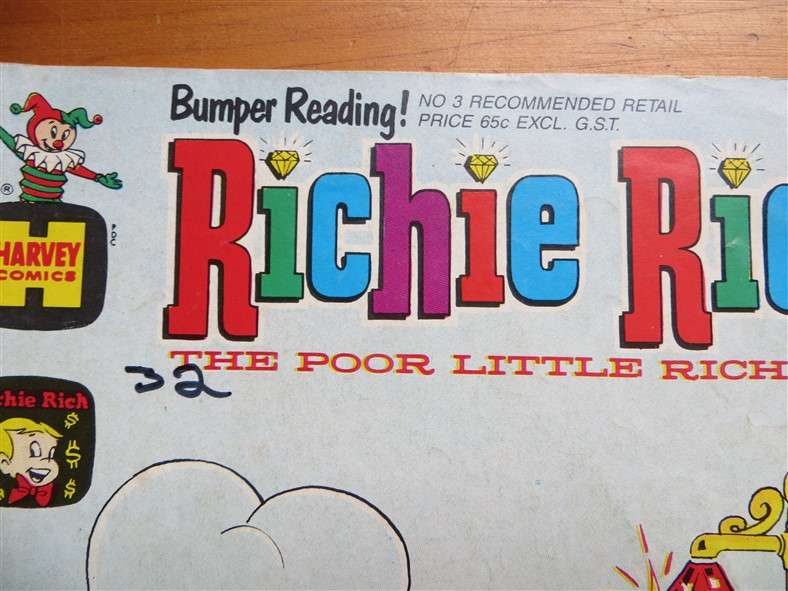 Bumper Reading!
NO 3 RECOMMENDED RETAIL
PRICE 65c EXCL. G.S.T.
Richie Ric
THE POOR LITTLE RICH
32
®
HARVEY
COMICS
H
PDC
chie Rich
$
$
$
$